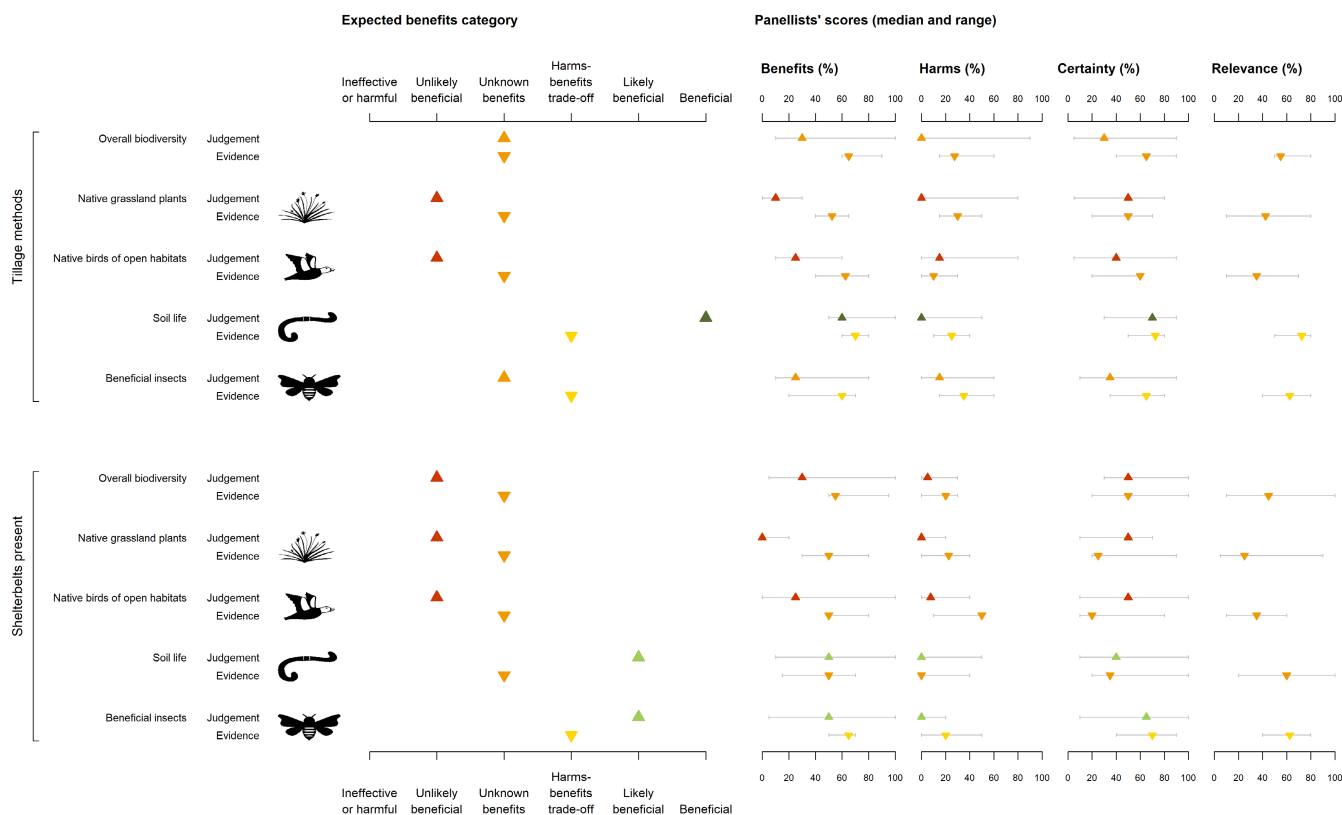 Expected benefits category
Panellists' scores (median and range)
Ineffective or harmful
Unlikely beneficial
Unknown benefits
Harms-benefits trade-off
Likely beneficial
Beneficial
Benefits (%)
Harms (%)
Certainty (%)
Relevance (%)
0 20 40 60 80 100
0 20 40 60 80 100
0 20 40 60 80 100
0 20 40 60 80 100
Tillage methods
Overall biodiversity Judgement
Evidence
Native grassland plants Judgement
Evidence
Native birds of open habitats Judgement
Evidence
Soil life Judgement
Evidence
Beneficial insects Judgement
Evidence
Shelterbelts present
Overall biodiversity Judgement
Evidence
Native grassland plants Judgement
Evidence
Native birds of open habitats Judgement
Evidence
Soil life Judgement
Evidence
Beneficial insects Judgement
Evidence
0 20 40 60 80 100
0 20 40 60 80 100
0 20 40 60 80 100
0 20 40 60 80 100
Ineffective or harmful
Unlikely beneficial
Unknown benefits
Harms-benefits trade-off
Likely beneficial
Beneficial